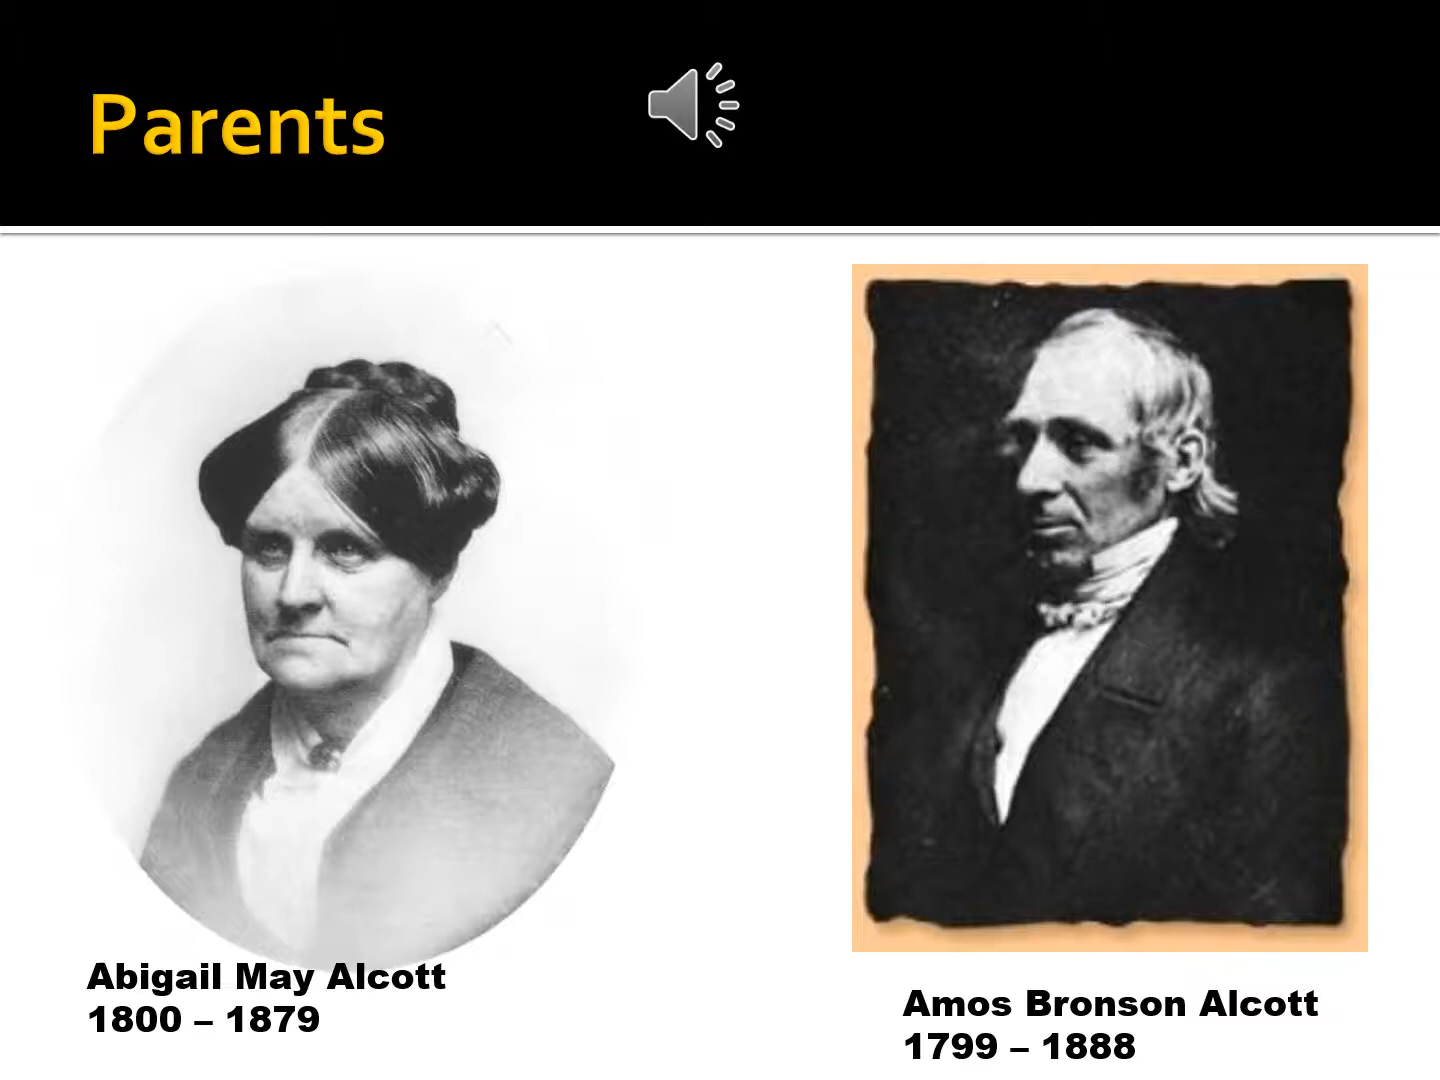 Parents
Abigail May Alcott
1800 – 1879
Amos Bronson Alcott
1799 – 1888